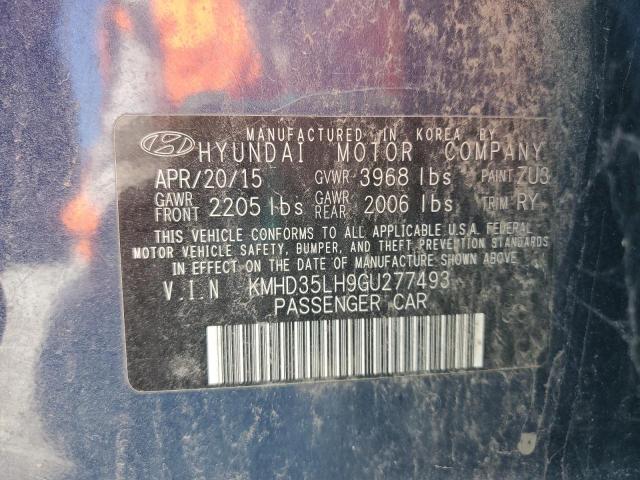 MANUFACTURED IN KOREA BY
HYUNDAI MOTOR COMPANY
APR/20/15 GVWR 3968 lbs PAINT ZU3
GAWR FRONT 2205 lbs GAWR REAR 2006 lbs TRIM RY
THIS VEHICLE CONFORMS TO ALL APPLICABLE U.S.A. FEDERAL
MOTOR VEHICLE SAFETY, BUMPER, AND THEFT PREVENTION STANDARDS
IN EFFECT ON THE DATE OF MANUFACTURE SHOWN ABOVE.
V.I.N KMHD35LH9GU277493
PASSENGER CAR